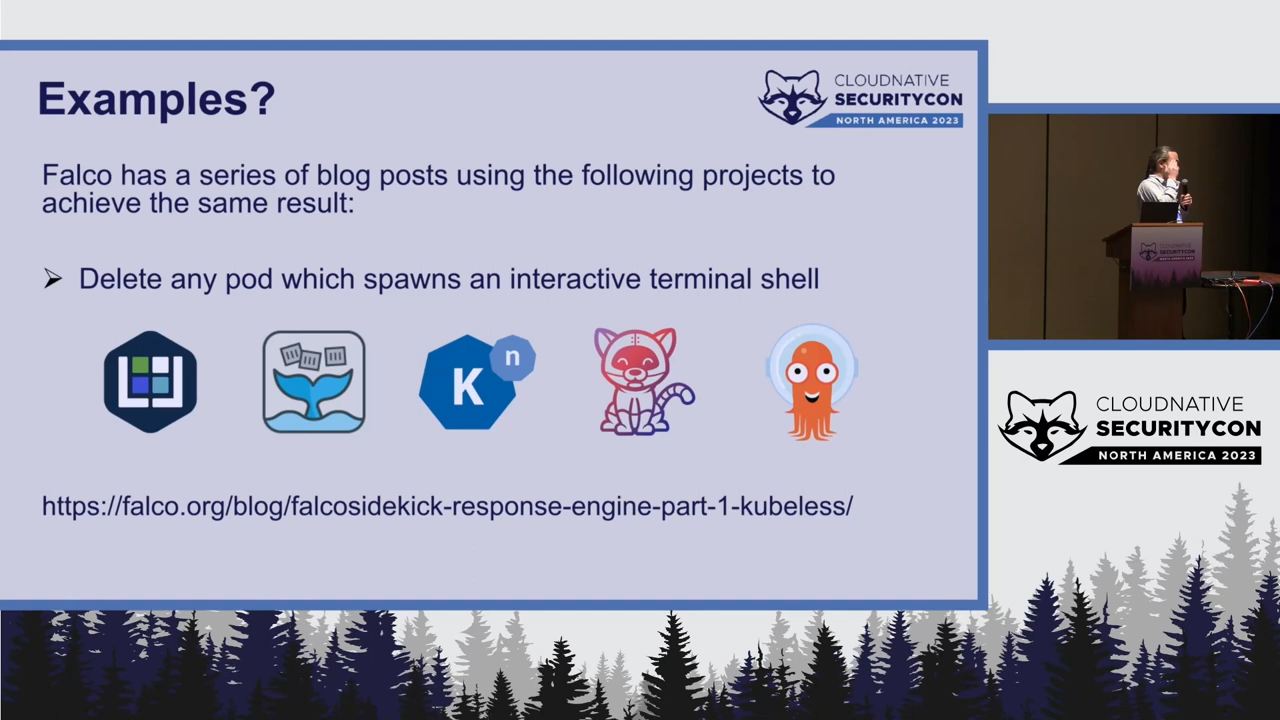 Examples?
CLOUDNATIVE
SECURITYCON
NORTH AMERICA 2023
Falco has a series of blog posts using the following projects to
achieve the same result:
➢ Delete any pod which spawns an interactive terminal shell
K
n
https://falco.org/blog/falcosidekick-response-engine-part-1-kubeless/
CLOUDNATIVE
SECURITYCON
CLOUDNATIVE
SECURITYCON
NORTH AMERICA 2023